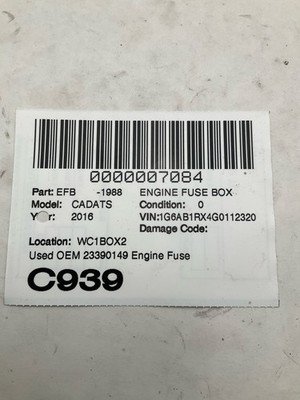 0000007084
Part: EFB -1988 ENGINE FUSE BOX
Model: CADATS Condition: 0
Year: 2016 VIN:1G6AB1RX4G0112320
Damage Code:
Location: WC1BOX2
Used OEM 23390149 Engine Fuse
C939